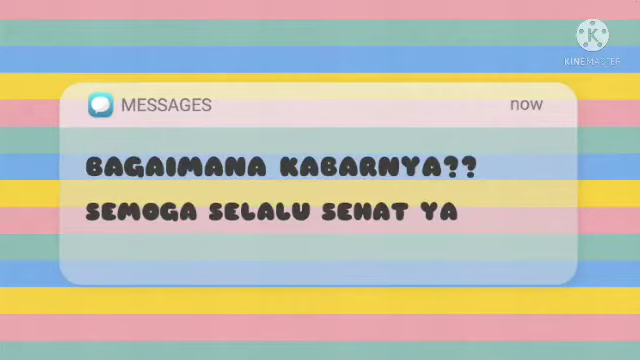 KINEMASTER
MESSAGES now
BAGAIMANA KABARNYA??
SEMOGA SELALU SEHAT YA